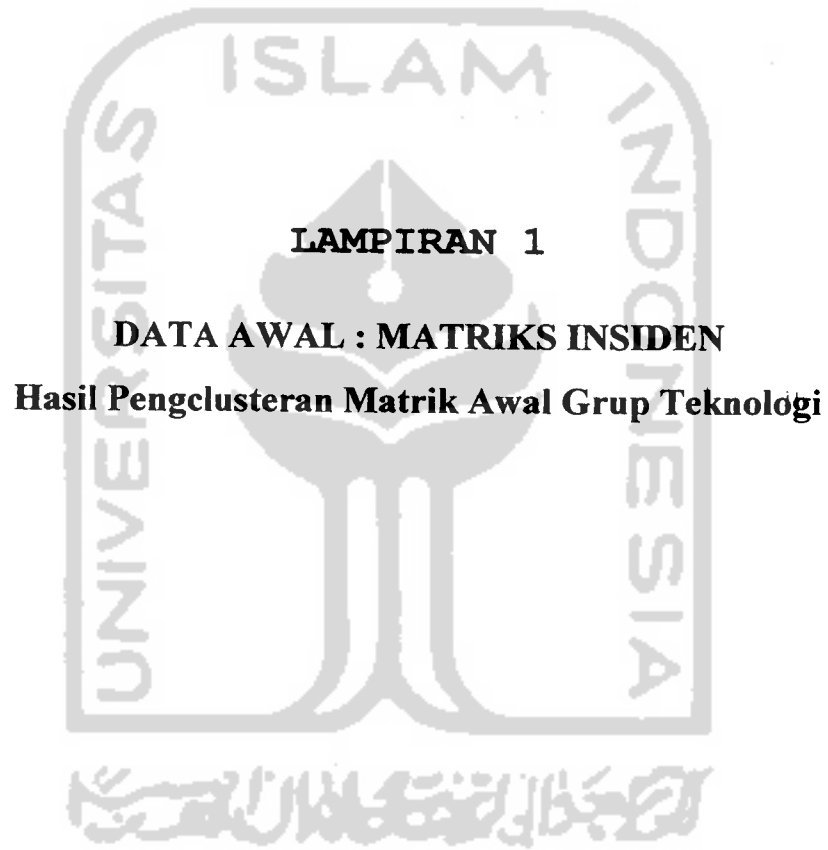 ISLAM
UNIVERSITAS
INDONESIA
LAMPIRAN 1
DATA AWAL : MATRIKS INSIDEN
Hasil Pengclusteran Matrik Awal Grup Teknologi